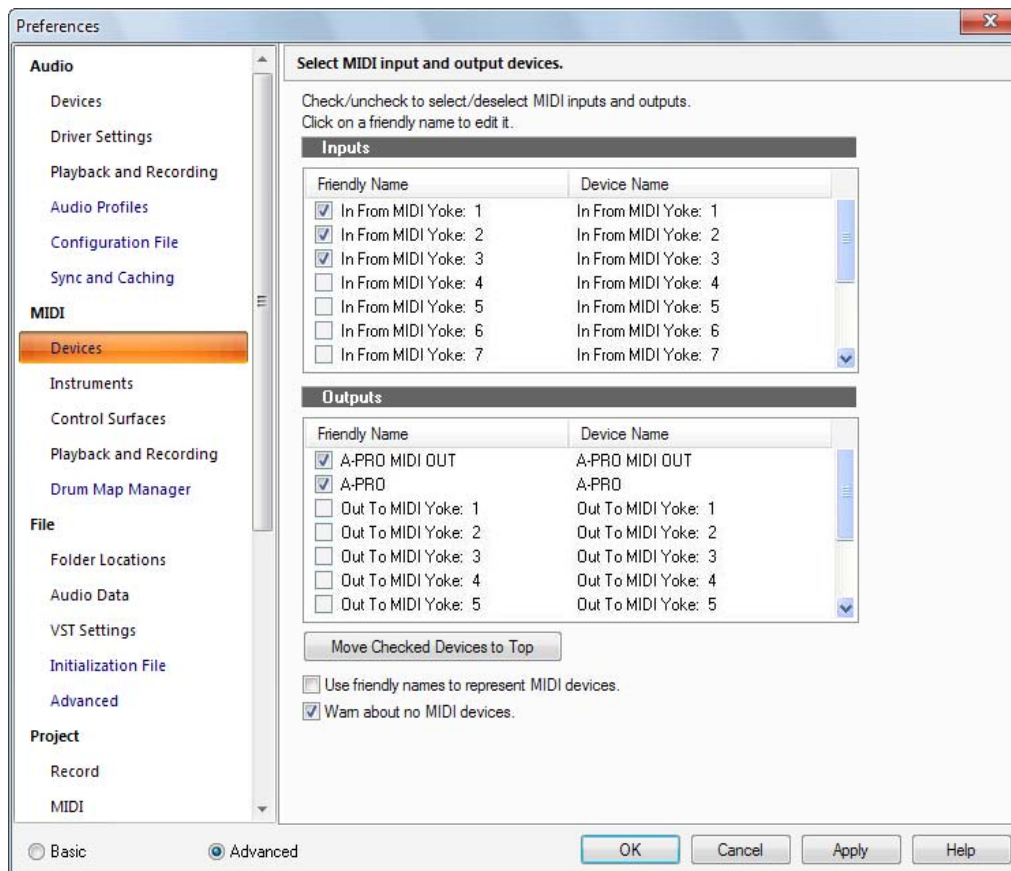 Preferences
Audio
Devices
Driver Settings
Playback and Recording
Audio Profiles
Configuration File
Sync and Caching
MIDI
Devices
Instruments
Control Surfaces
Playback and Recording
Drum Map Manager
File
Folder Locations
Audio Data
VST Settings
Initialization File
Advanced
Project
Record
MIDI
Basic
Advanced
Select MIDI input and output devices.
Check/uncheck to select/deselect MIDI inputs and outputs.
Click on a friendly name to edit it.
Inputs
Friendly Name Device Name
In From MIDI Yoke: 1 In From MIDI Yoke: 1
In From MIDI Yoke: 2 In From MIDI Yoke: 2
In From MIDI Yoke: 3 In From MIDI Yoke: 3
In From MIDI Yoke: 4 In From MIDI Yoke: 4
In From MIDI Yoke: 5 In From MIDI Yoke: 5
In From MIDI Yoke: 6 In From MIDI Yoke: 6
In From MIDI Yoke: 7 In From MIDI Yoke: 7
Outputs
Friendly Name Device Name
A-PRO MIDI OUT A-PRO MIDI OUT
A-PRO A-PRO
Out To MIDI Yoke: 1 Out To MIDI Yoke: 1
Out To MIDI Yoke: 2 Out To MIDI Yoke: 2
Out To MIDI Yoke: 3 Out To MIDI Yoke: 3
Out To MIDI Yoke: 4 Out To MIDI Yoke: 4
Out To MIDI Yoke: 5 Out To MIDI Yoke: 5
Move Checked Devices to Top
Use friendly names to represent MIDI devices.
Warn about no MIDI devices.
OK Cancel Apply Help